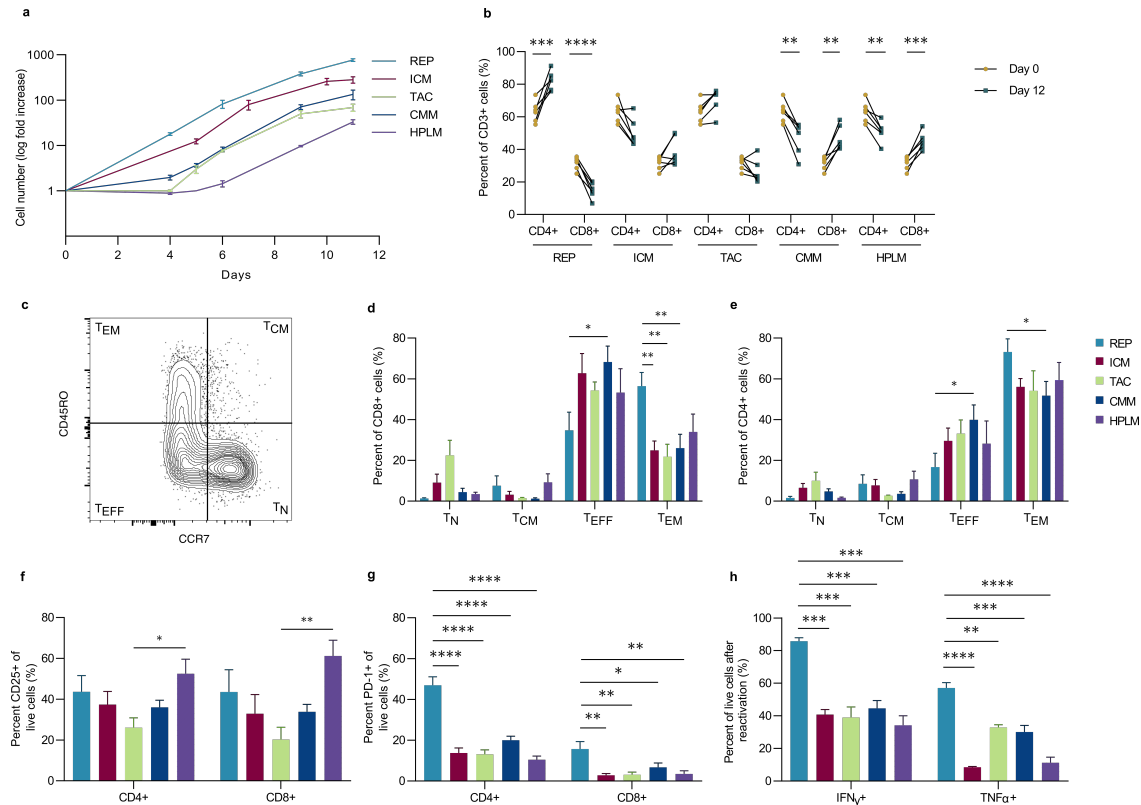 a
Cell number (log fold increase)
1000
100
10
1
0 2 4 6 8 10 12
Days
REP
ICM
TAC
CMM
HPLM
b
Percent of CD3+ cells (%)
100
80
60
40
20
0
*** **** ** ** ** ***
CD4+ CD8+ CD4+ CD8+ CD4+ CD8+ CD4+ CD8+ CD4+ CD8+
REP ICM TAC CMM HPLM
Day 0
Day 12
c
TEM TCM
TEFF TN
CD45RO
CCR7
d
Percent of CD8+ cells (%)
80
60
40
20
0
*
**
**
**
TN TCM TEFF TEM
e
Percent of CD4+ cells (%)
80
60
40
20
0
*
*
TN TCM TEFF TEM
REP
ICM
TAC
CMM
HPLM
f
Percent CD25+ of
live cells (%)
80
60
40
20
0
* **
CD4+ CD8+
g
Percent PD-1+ of
live cells (%)
80
60
40
20
0
****
****
****
****
**
*
**
**
CD4+ CD8+
h
Percent of live cells after
reactivation (%)
100
80
60
40
20
0
***
***
***
***
****
***
**
****
IFNγ+ TNFα+